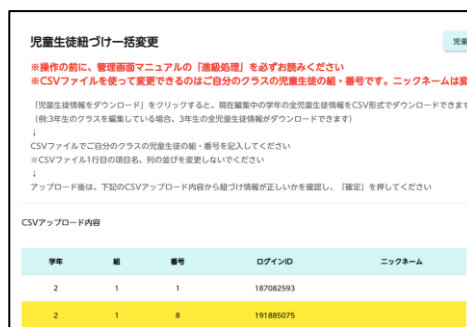 児童生徒紐づけ一括変更
児童
※操作の前に、管理画面マニュアルの「進級処理」を必ずお読みください
※CSVファイルを使って変更できるのはご自分のクラスの児童生徒の組・番号です。ニックネームは変
「児童生徒情報をダウンロード」をクリックすると、現在編集中の学年の全児童生徒情報をCSV形式でダウンロードできます
（例:3年生のクラスを編集している場合、3年生の全児童生徒情報がダウンロードできます）
↓
CSVファイルでご自分のクラスの児童生徒の組・番号を記入してください
※CSVファイル1行目の項目名、列の並びを変更しないでください
↓
アップロード後は、下記のCSVアップロード内容から紐づけ情報が正しいかを確認し、「確定」を押してください
CSVアップロード内容
学年 組 番号 ログインID ニックネーム
2 1 1 187082593
2 1 8 191885075